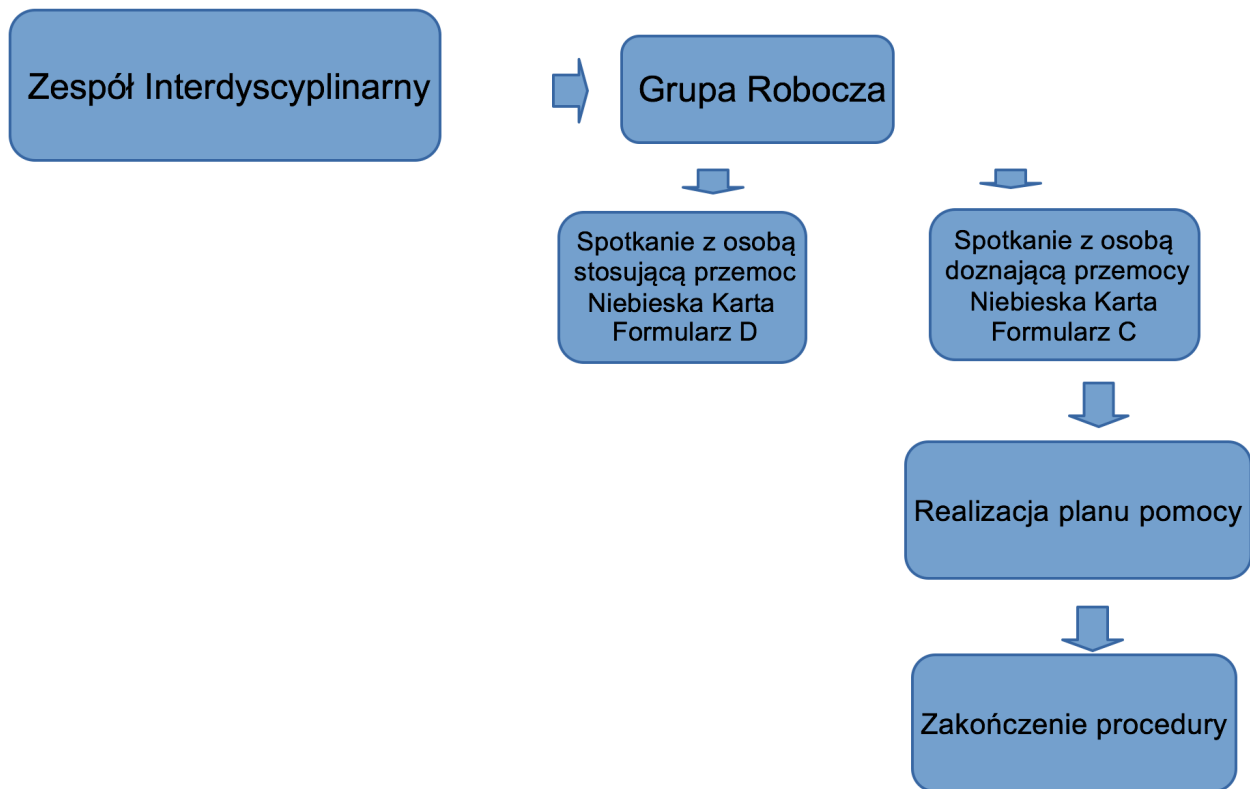 Zespół Interdyscyplinarny
Grupa Robocza
Spotkanie z osobą
stosującą przemoc
Niebieska Karta
Formularz D
Spotkanie z osobą
doznającą przemocy
Niebieska Karta
Formularz C
Realizacja planu pomocy
Zakończenie procedury